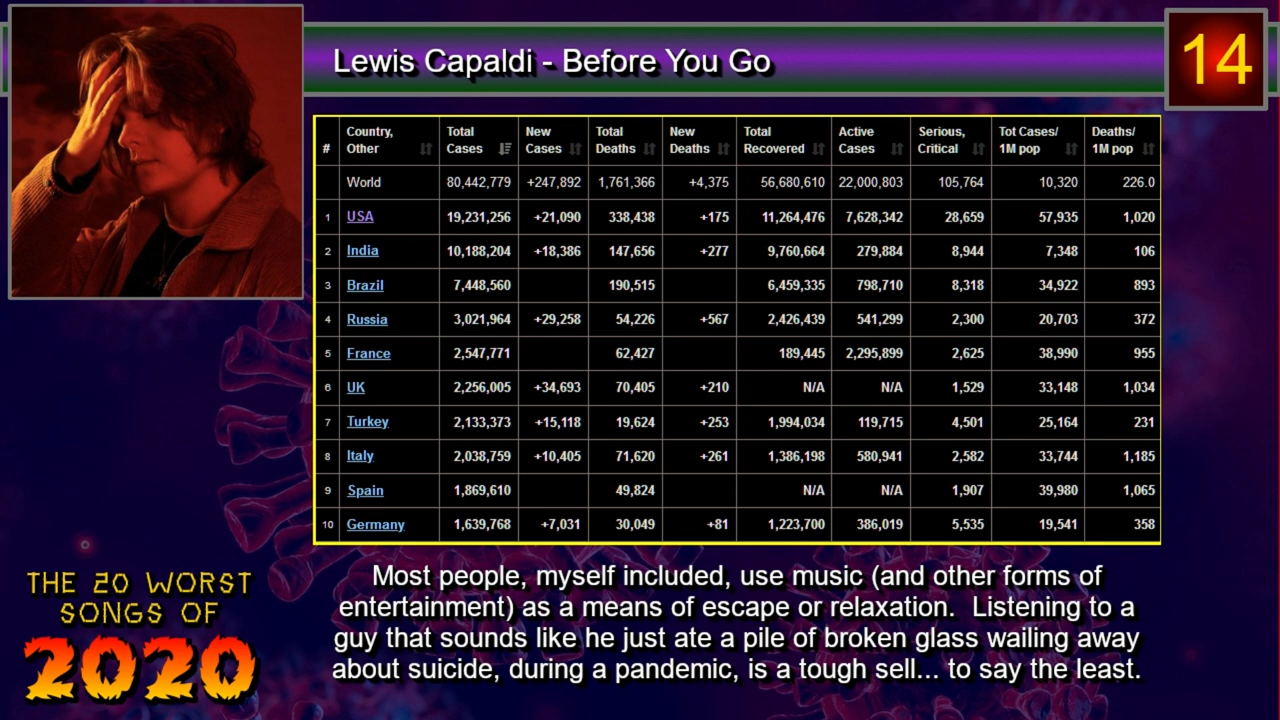 Lewis Capaldi - Before You Go
14
# Country, Other Total Cases New Cases Total Deaths New Deaths Total Recovered Active Cases Serious, Critical Tot Cases/ 1M pop Deaths/ 1M pop
World 80,442,779 +247,892 1,761,366 +4,375 56,680,610 22,000,803 105,764 10,320 226.0
1 USA 19,231,256 +21,090 338,438 +175 11,264,476 7,628,342 28,659 57,935 1,020
2 India 10,188,204 +18,386 147,656 +277 9,760,664 279,884 8,944 7,348 106
3 Brazil 7,448,560 190,515 6,459,335 798,710 8,318 34,922 893
4 Russia 3,021,964 +29,258 54,226 +567 2,426,439 541,299 2,300 20,703 372
5 France 2,547,771 62,427 189,445 2,295,899 2,625 38,990 955
6 UK 2,256,005 +34,693 70,405 +210 N/A N/A 1,529 33,148 1,034
7 Turkey 2,133,373 +15,118 19,624 +253 1,994,034 119,715 4,501 25,164 231
8 Italy 2,038,759 +10,405 71,620 +261 1,386,198 580,941 2,582 33,744 1,185
9 Spain 1,869,610 49,824 N/A N/A 1,907 39,980 1,065
10 Germany 1,639,768 +7,031 30,049 +81 1,223,700 386,019 5,535 19,541 358
THE 20 WORST
SONGS OF
2020
Most people, myself included, use music (and other forms of
entertainment) as a means of escape or relaxation. Listening to a
guy that sounds like he just ate a pile of broken glass wailing away
about suicide, during a pandemic, is a tough sell... to say the least.